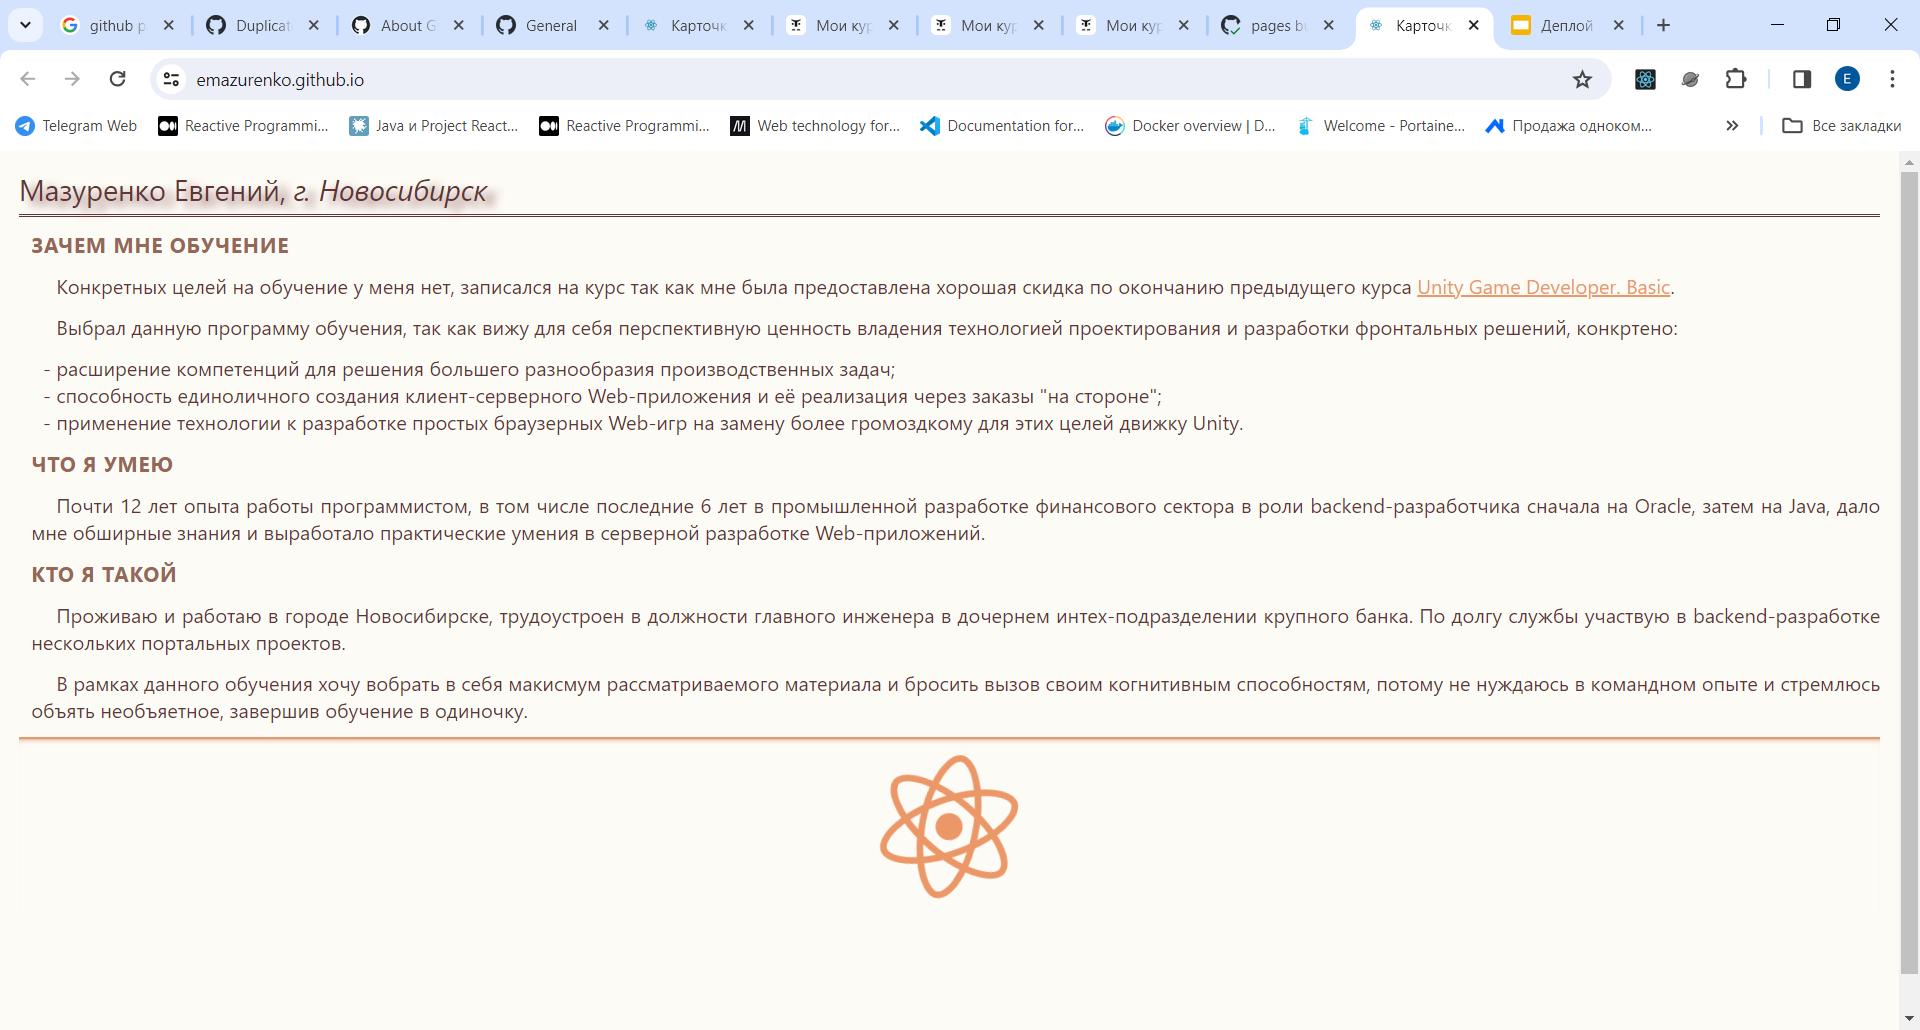 github p
Duplicat
About G
General
Карточк
Мои кур
Мои кур
Мои кур
pages bu
Карточк
Деплой
emazurenko.github.io
E
Telegram Web
Reactive Programmi...
Java и Project React...
Reactive Programmi...
Web technology for...
Documentation for...
Docker overview | D...
Welcome - Portaine...
Продажа одноком...
Все закладки
Мазуренко Евгений, г. Новосибирск
ЗАЧЕМ МНЕ ОБУЧЕНИЕ
Конкретных целей на обучение у меня нет, записался на курс так как мне была предоставлена хорошая скидка по окончанию предыдущего курса Unity Game Developer. Basic.
Выбрал данную программу обучения, так как вижу для себя перспективную ценность владения технологией проектирования и разработки фронтальных решений, конкртено:
- расширение компетенций для решения большего разнообразия производственных задач;
- способность единоличного создания клиент-серверного Web-приложения и её реализация через заказы "на стороне";
- применение технологии к разработке простых браузерных Web-игр на замену более громоздкому для этих целей движку Unity.
ЧТО Я УМЕЮ
Почти 12 лет опыта работы программистом, в том числе последние 6 лет в промышленной разработке финансового сектора в роли backend-разработчика сначала на Oracle, затем на Java, дало
мне обширные знания и выработало практические умения в серверной разработке Web-приложений.
КТО Я ТАКОЙ
Проживаю и работаю в городе Новосибирске, трудоустроен в должности главного инженера в дочернем интех-подразделении крупного банка. По долгу службы участвую в backend-разработке
нескольких портальных проектов.
В рамках данного обучения хочу вобрать в себя макисмум рассматриваемого материала и бросить вызов своим когнитивным способностям, потому не нуждаюсь в командном опыте и стремлюсь
объять необъяетное, завершив обучение в одиночку.